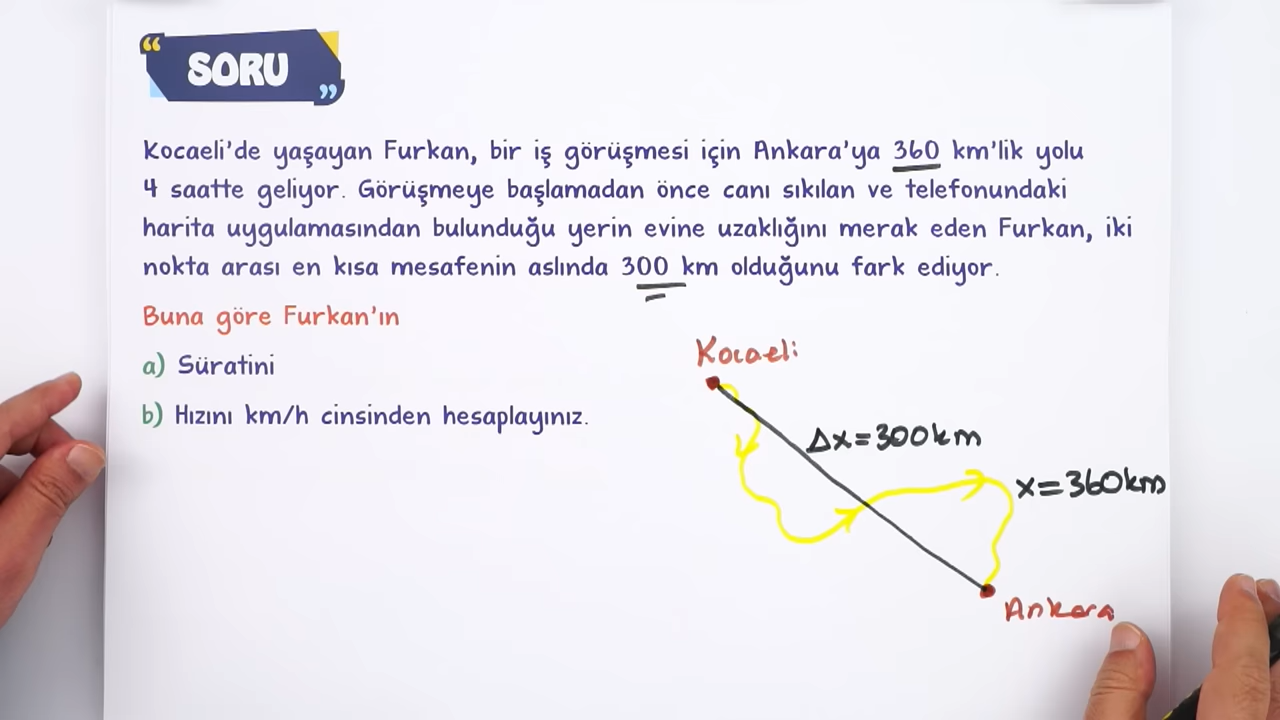 SORU
Kocaeli'de yaşayan Furkan, bir iş görüşmesi için Ankara'ya 360 km'lik yolu
4 saatte geliyor. Görüşmeye başlamadan önce canı sıkılan ve telefonundaki
harita uygulamasından bulunduğu yerin evine uzaklığını merak eden Furkan, iki
nokta arası en kısa mesafenin aslında 300 km olduğunu fark ediyor.
Buna göre Furkan'ın
a) Süratini
b) Hızını km/h cinsinden hesaplayınız.
Kocaeli
Δx=300km
x=360km
Ankara